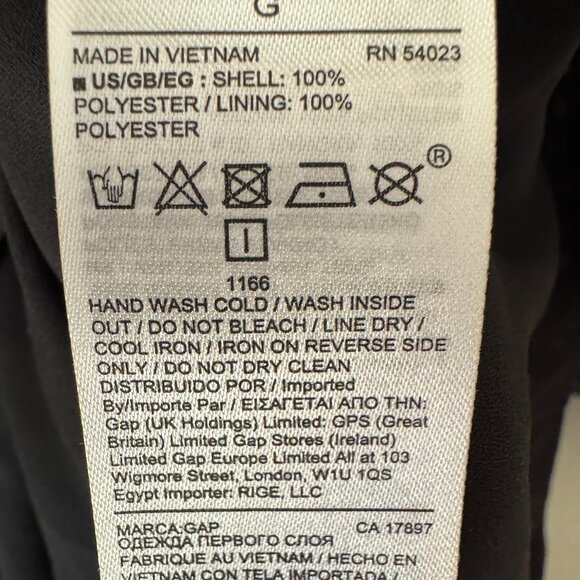 G
MADE IN VIETNAM RN 54023
US/GB/EG : SHELL: 100%
POLYESTER / LINING: 100%
POLYESTER
®
1166
HAND WASH COLD / WASH INSIDE
OUT / DO NOT BLEACH / LINE DRY /
COOL IRON / IRON ON REVERSE SIDE
ONLY / DO NOT DRY CLEAN
DISTRIBUIDO POR / Imported
By/Importe Par / ΕΙΣΑΓΕΤΑΙ ΑΠΟ ΤΗΝ:
Gap (UK Holdings) Limited: GPS (Great
Britain) Limited Gap Stores (Ireland)
Limited Gap Europe Limited All at 103
Wigmore Street, London, W1U 1QS
Egypt importer: RIGE, LLC
MARCA:GAP CA 17897
ОДЕЖДА ПЕРВОГО СЛОЯ
FABRIQUE AU VIETNAM / HECHO EN
VIETNAM CON TELA IMPORTADA /